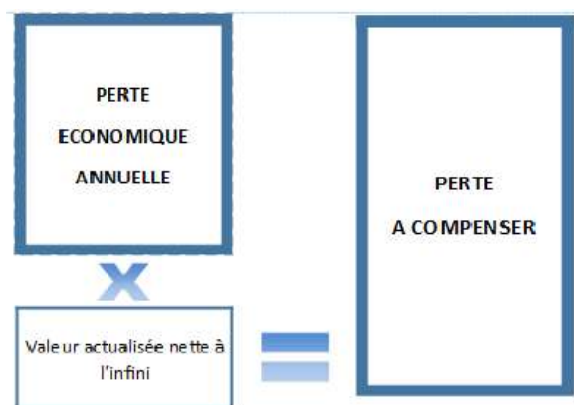 PERTE
ECONOMIQUE
ANNUELLE
X
Valeur actualisée nette à
l'infini
=
PERTE
A COMPENSER